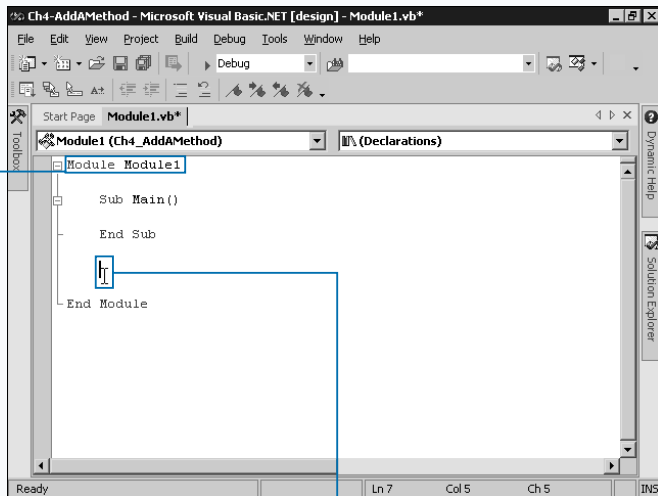 Ch4-AddAMethod - Microsoft Visual Basic.NET [design] - Module1.vb*
File Edit View Project Build Debug Tools Window Help
Debug
Start Page Module1.vb*
Module1 (Ch4_AddAMethod) (Declarations)
Toolbox
Dynamic Help
Solution Explorer
Module Module1
Sub Main()
End Sub
End Module
Ready Ln 7 Col 5 Ch 5 INS